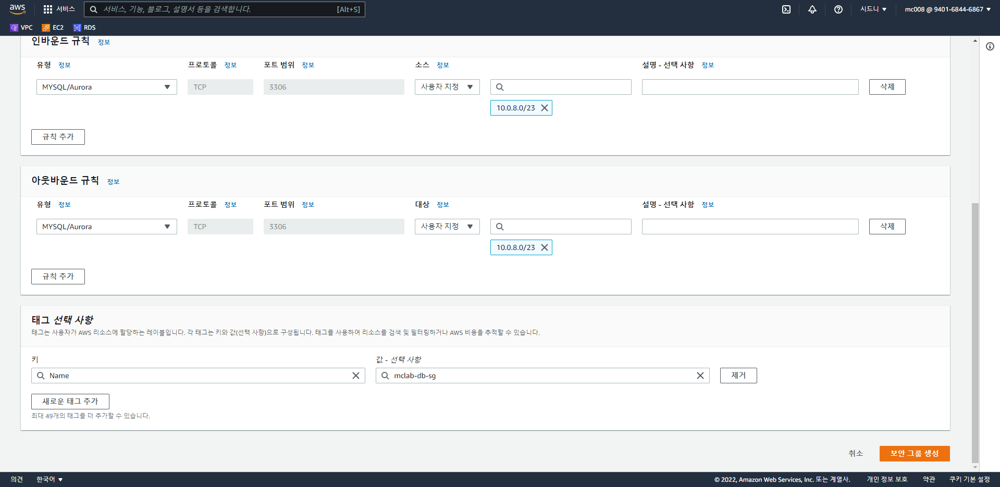 aws 서비스 서비스, 기능, 블로그, 설명서 등을 검색합니다. [Alt+S] 시드니 mc008 @ 9401-6844-6867
VPC EC2 RDS
인바운드 규칙 정보
유형 정보 프로토콜 정보 포트 범위 정보 소스 정보 설명 - 선택 사항 정보
MYSQL/Aurora TCP 3306 사용자 지정 삭제
10.0.8.0/23
규칙 추가
아웃바운드 규칙 정보
유형 정보 프로토콜 정보 포트 범위 정보 대상 정보 설명 - 선택 사항 정보
MYSQL/Aurora TCP 3306 사용자 지정 삭제
10.0.8.0/23
규칙 추가
태그 선택 사항
태그는 사용자가 AWS 리소스에 할당하는 레이블입니다. 각 태그는 키와 값(선택 사항)으로 구성됩니다. 태그를 사용하여 리소스를 검색 및 필터링하거나 AWS 비용을 추적할 수 있습니다.
키 값 - 선택 사항
Name mclab-db-sg 제거
새로운 태그 추가
최대 49개의 태그를 더 추가할 수 있습니다.
취소 보안 그룹 생성
의견 한국어 © 2022, Amazon Web Services, Inc. 또는 계열사. 개인 정보 보호 약관 쿠키 기본 설정